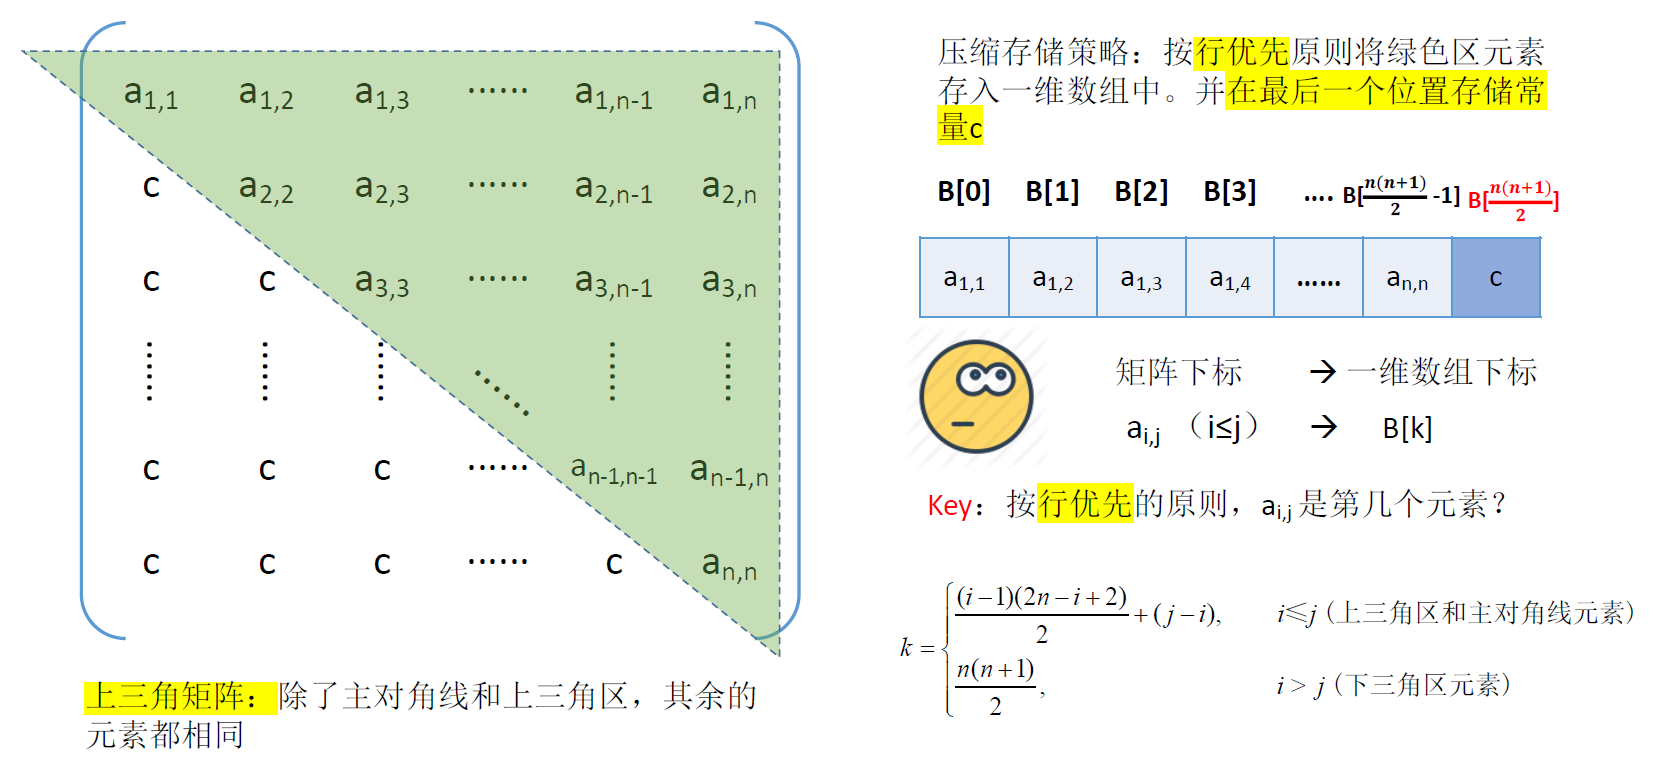 a1,1 a1,2 a1,3 ...... a1,n-1 a1,n
c a2,2 a2,3 ...... a2,n-1 a2,n
c c a3,3 ...... a3,n-1 a3,n
c c c ...... an-1,n-1 an-1,n
c c c ...... c an,n
上三角矩阵：除了主对角线和上三角区，其余的
元素都相同
压缩存储策略：按行优先原则将绿色区元素
存入一维数组中。并在最后一个位置存储常
量c
B[0] B[1] B[2] B[3] .... B[n(n+1)/2 -1] B[n(n+1)/2]
a1,1 a1,2 a1,3 a1,4 ...... an,n c
矩阵下标 → 一维数组下标
ai,j （i≤j） → B[k]
Key：按行优先的原则，ai,j 是第几个元素？
k = { (i−1)(2n−i+2)/2 + (j−i), i≤j (上三角区和主对角线元素)
n(n+1)/2, i > j (下三角区元素)